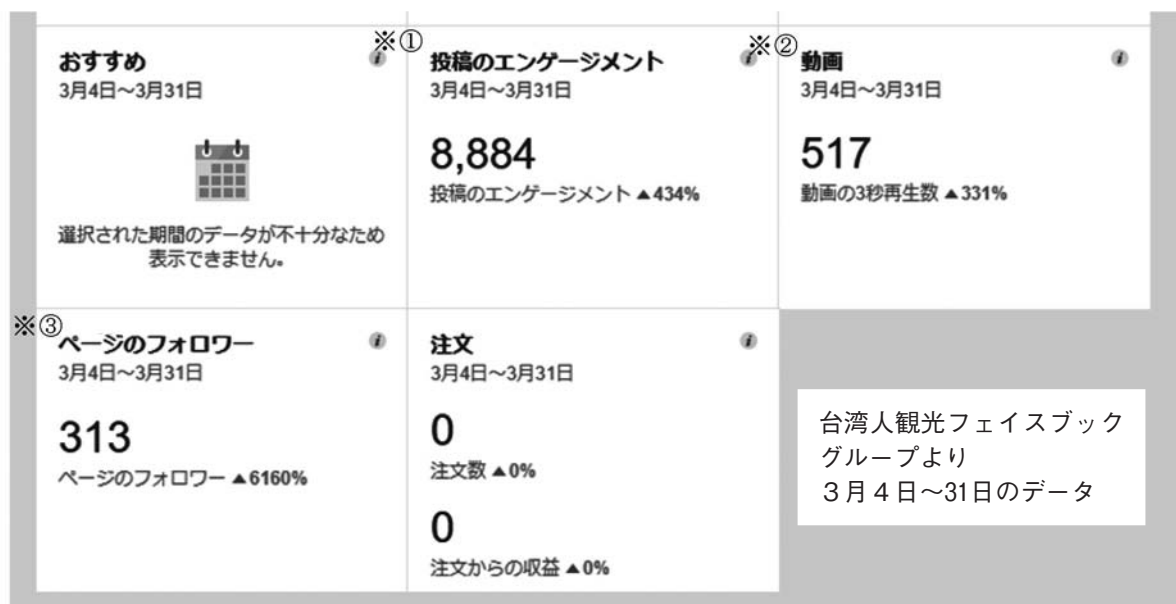 おすすめ
3月4日～3月31日
選択された期間のデータが不十分なため
表示できません。
※①
投稿のエンゲージメント
3月4日～3月31日
8,884
投稿のエンゲージメント ▲434%
※②
動画
3月4日～3月31日
517
動画の3秒再生数 ▲331%
※③
ページのフォロワー
3月4日～3月31日
313
ページのフォロワー ▲6160%
注文
3月4日～3月31日
0
注文数 ▲0%
0
注文からの収益 ▲0%
台湾人観光フェイスブック
グループより
３月４日～31日のデータ